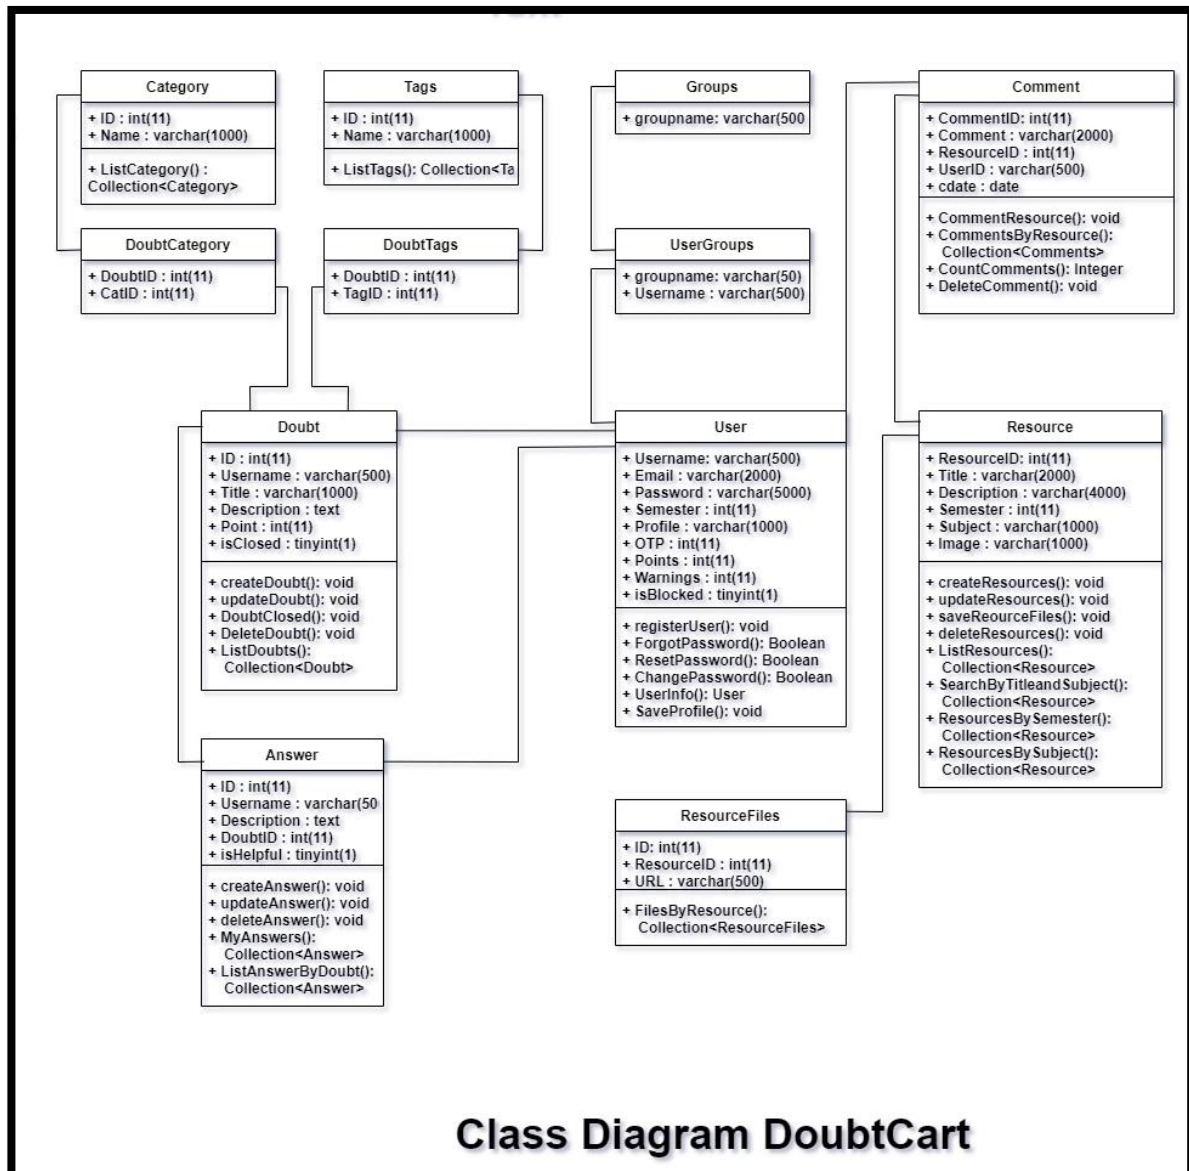 Category
+ ID : int(11)
+ Name : varchar(1000)
+ ListCategory() :
Collection<Category>
Tags
+ ID : int(11)
+ Name : varchar(1000)
+ ListTags(): Collection<Ta
Groups
+ groupname: varchar(500
Comment
+ CommentID: int(11)
+ Comment : varchar(2000)
+ ResourceID : int(11)
+ UserID : varchar(500)
+ cdate : date
+ CommentResource(): void
+ CommentsByResource():
Collection<Comments>
+ CountComments(): Integer
+ DeleteComment(): void
DoubtCategory
+ DoubtID : int(11)
+ CatID : int(11)
DoubtTags
+ DoubtID : int(11)
+ TagID : int(11)
UserGroups
+ groupname: varchar(50)
+ Username : varchar(500)
Doubt
+ ID : int(11)
+ Username : varchar(500)
+ Title : varchar(1000)
+ Description : text
+ Point : int(11)
+ isClosed : tinyint(1)
+ createDoubt(): void
+ updateDoubt(): void
+ DoubtClosed(): void
+ DeleteDoubt(): void
+ ListDoubts():
Collection<Doubt>
User
+ Username: varchar(500)
+ Email : varchar(2000)
+ Password : varchar(5000)
+ Semester : int(11)
+ Profile : varchar(1000)
+ OTP : int(11)
+ Points : int(11)
+ Warnings : int(11)
+ isBlocked : tinyint(1)
+ registerUser(): void
+ ForgotPassword(): Boolean
+ ResetPassword(): Boolean
+ ChangePassword(): Boolean
+ UserInfo(): User
+ SaveProfile(): void
Resource
+ ResourceID: int(11)
+ Title : varchar(2000)
+ Description : varchar(4000)
+ Semester : int(11)
+ Subject : varchar(1000)
+ Image : varchar(1000)
+ createResources(): void
+ updateResources(): void
+ saveReourceFiles(): void
+ deleteResources(): void
+ ListResources():
Collection<Resource>
+ SearchByTitleandSubject():
Collection<Resource>
+ ResourcesBySemester():
Collection<Resource>
+ ResourcesBySubject():
Collection<Resource>
Answer
+ ID : int(11)
+ Username : varchar(50
+ Description : text
+ DoubtID : int(11)
+ isHelpful : tinyint(1)
+ createAnswer(): void
+ updateAnswer(): void
+ deleteAnswer(): void
+ MyAnswers():
Collection<Answer>
+ ListAnswerByDoubt():
Collection<Answer>
ResourceFiles
+ ID: int(11)
+ ResourceID : int(11)
+ URL : varchar(500)
+ FilesByResource():
Collection<ResourceFiles>
Class Diagram DoubtCart